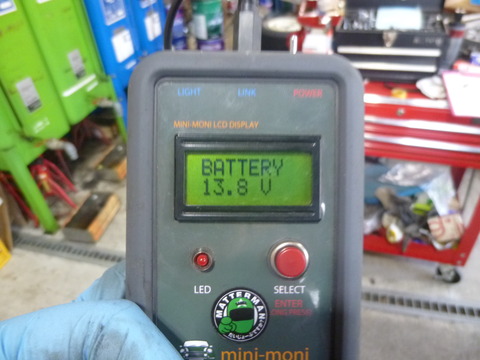 LIGHT LINK POWER
MINI-MONI LCD DISPLAY
BATTERY
13.8 V
LED SELECT
ENTER
MATTERMAN
mini-moni